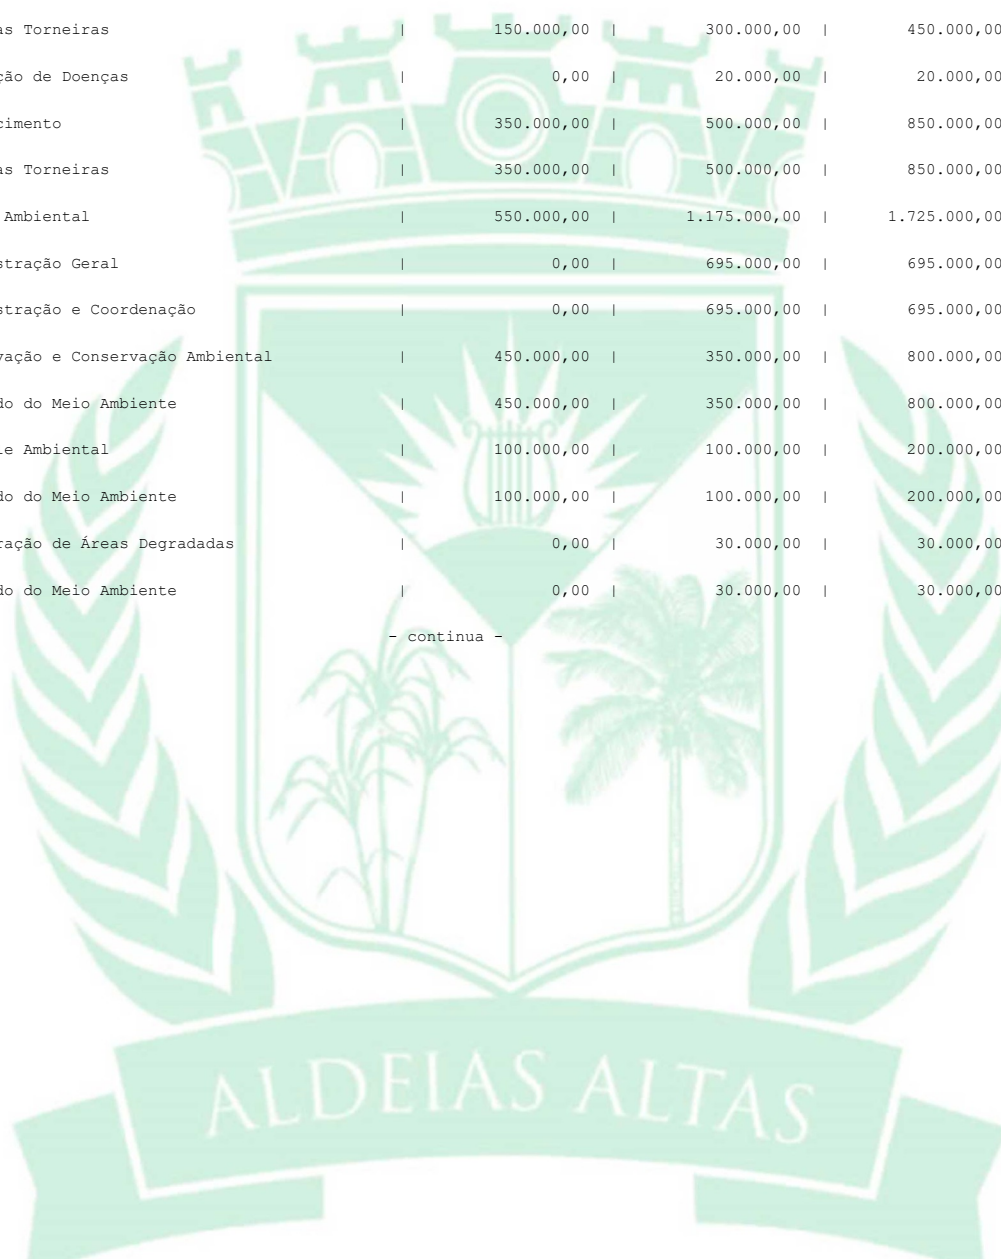 as Torneiras | 150.000,00 | 300.000,00 | 450.000,00
ção de Doenças | 0,00 | 20.000,00 | 20.000,00
cimento | 350.000,00 | 500.000,00 | 850.000,00
as Torneiras | 350.000,00 | 500.000,00 | 850.000,00
Ambiental | 550.000,00 | 1.175.000,00 | 1.725.000,00
stração Geral | 0,00 | 695.000,00 | 695.000,00
stração e Coordenação | 0,00 | 695.000,00 | 695.000,00
vação e Conservação Ambiental | 450.000,00 | 350.000,00 | 800.000,00
do do Meio Ambiente | 450.000,00 | 350.000,00 | 800.000,00
le Ambiental | 100.000,00 | 100.000,00 | 200.000,00
do do Meio Ambiente | 100.000,00 | 100.000,00 | 200.000,00
ração de Áreas Degradadas | 0,00 | 30.000,00 | 30.000,00
do do Meio Ambiente | 0,00 | 30.000,00 | 30.000,00
- continua -
ALDEIAS ALTAS